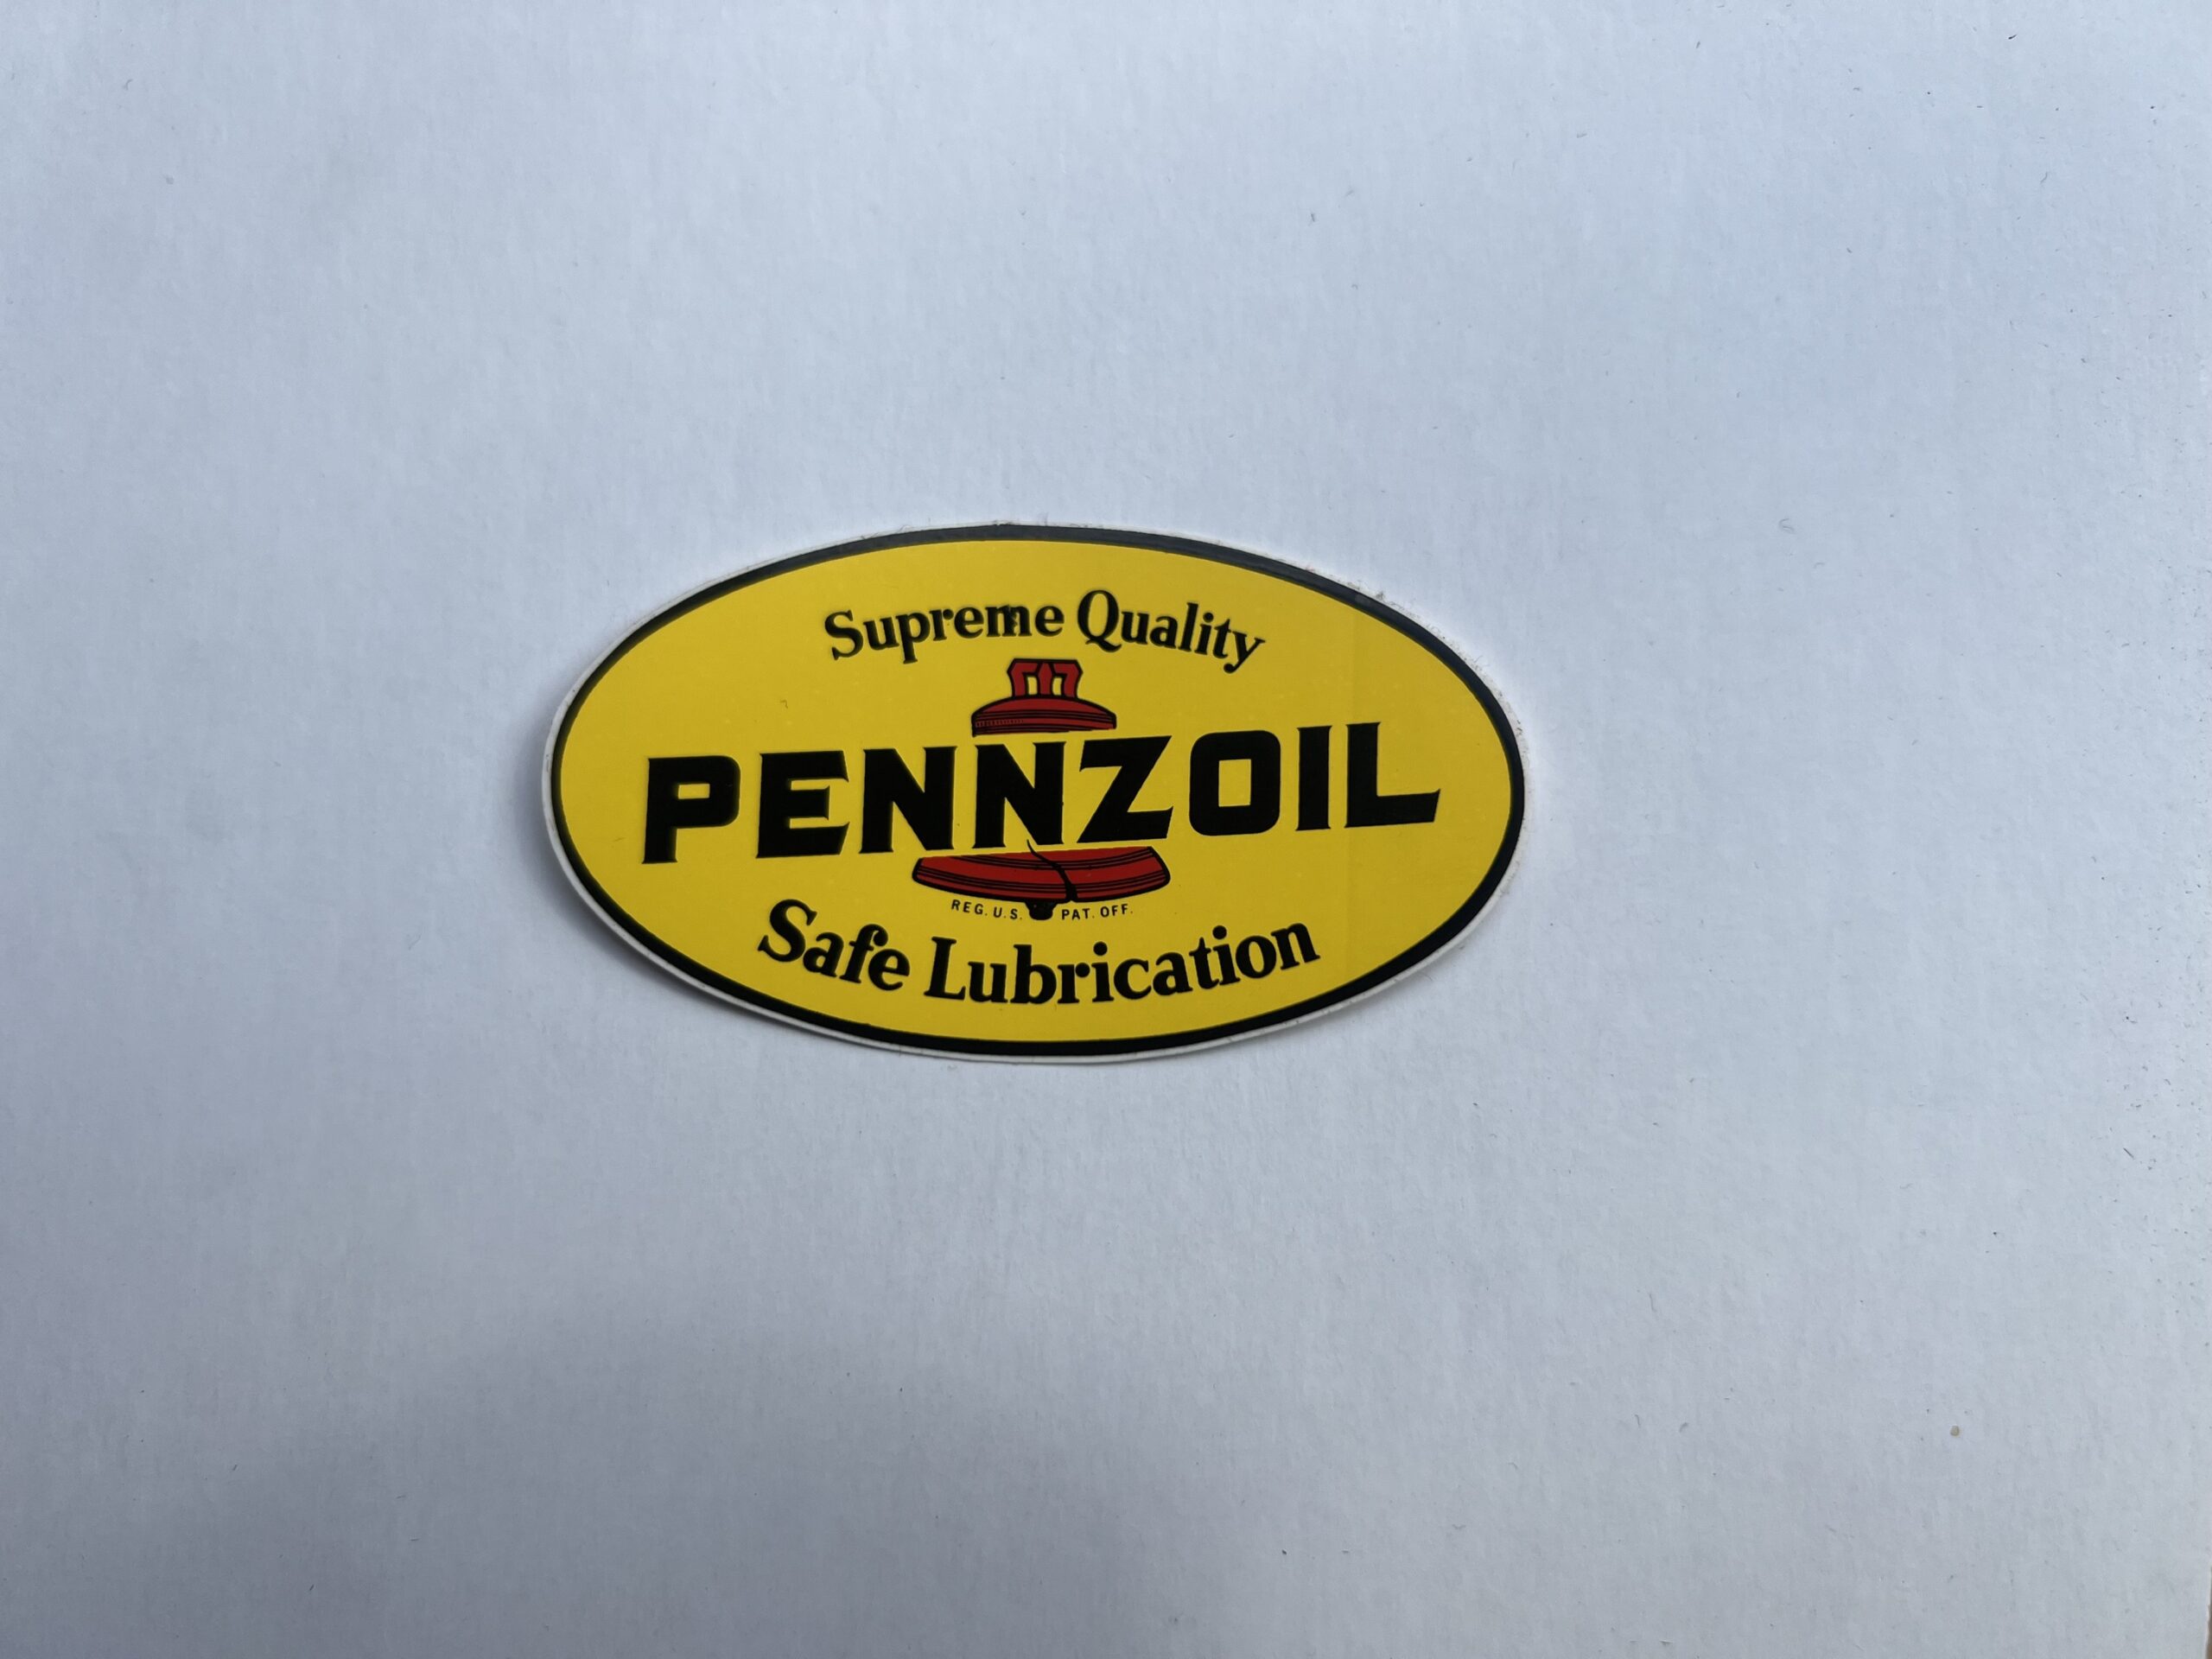 Supreme Quality
PENNZOIL
REG. U.S. PAT. OFF.
Safe Lubrication